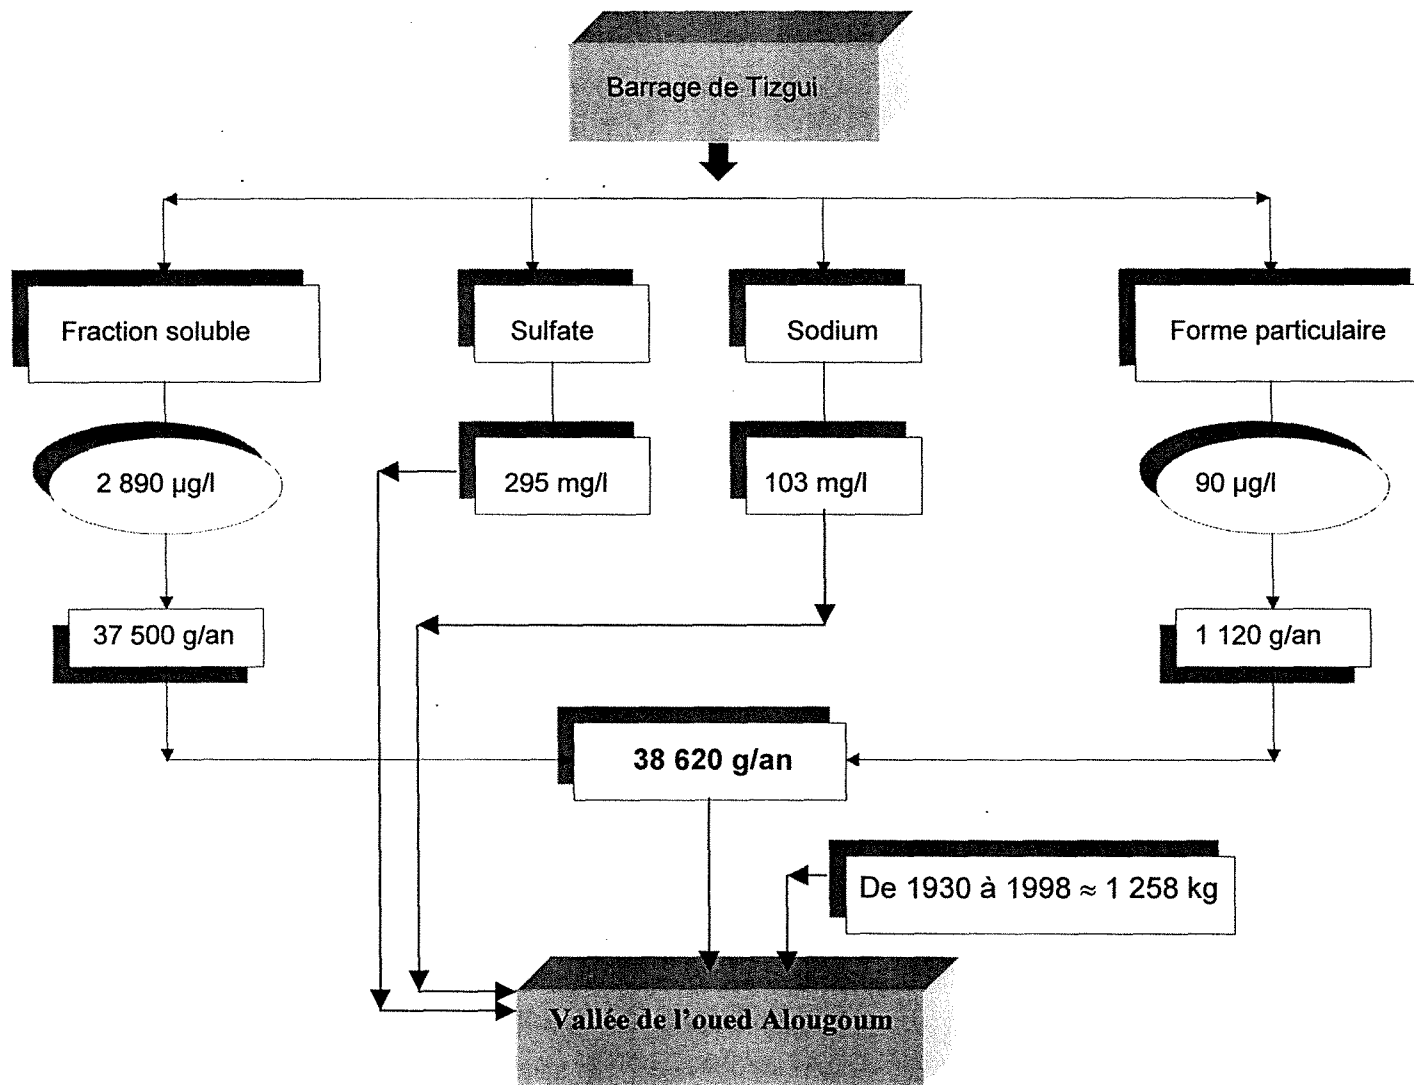 Barrage de Tizgui
Fraction soluble
Sulfate
Sodium
Forme particulaire
2 890 µg/l
295 mg/l
103 mg/l
90 µg/l
37 500 g/an
1 120 g/an
38 620 g/an
De 1930 à 1998 ≈ 1 258 kg
Vallée de l'oued Alougoum